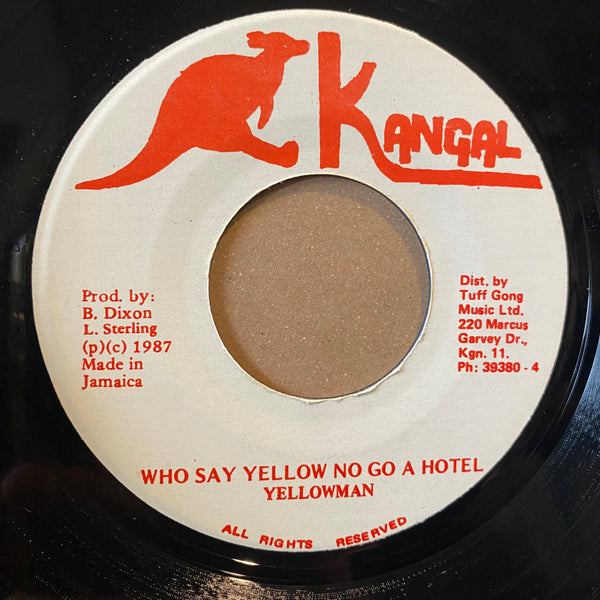 KANGAL
Prod. by:
B. Dixon
L. Sterling
(p)(c) 1987
Made in
Jamaica
Dist. by
Tuff Gong
Music Ltd.
220 Marcus
Garvey Dr.,
Kgn. 11.
Ph: 39380 - 4
WHO SAY YELLOW NO GO A HOTEL
YELLOWMAN
ALL RIGHTS RESERVED